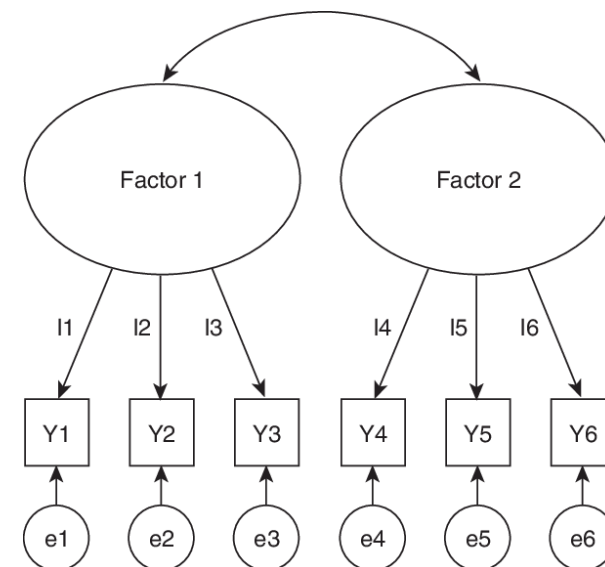 Factor 1 Factor 2
l1 l2 l3 l4 l5 l6
Y1 Y2 Y3 Y4 Y5 Y6
e1 e2 e3 e4 e5 e6